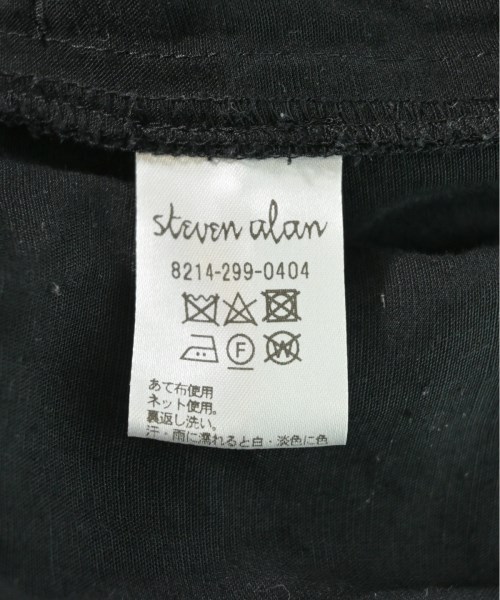 steven alan
8214-299-0404
F W
あて布使用
ネット使用。
裏返し洗い。
汗・雨に濡れると白・淡色に色